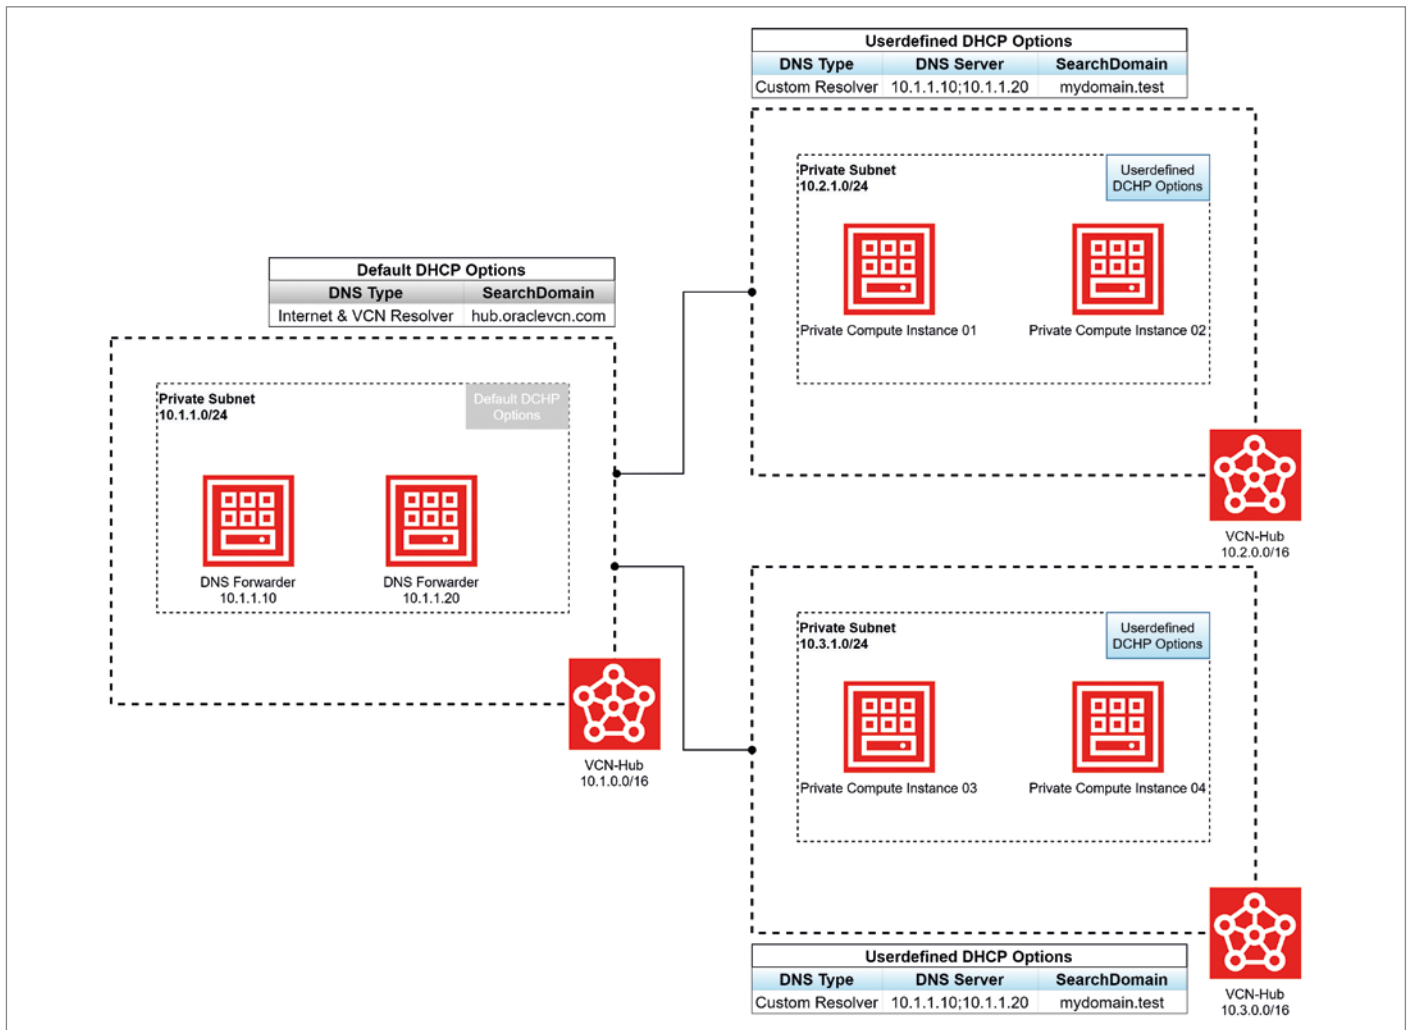 Userdefined DHCP Options
DNS Type DNS Server SearchDomain
Custom Resolver 10.1.1.10;10.1.1.20 mydomain.test
Private Subnet
10.2.1.0/24
Userdefined
DCHP Options
Private Compute Instance 01
Private Compute Instance 02
VCN-Hub
10.2.0.0/16
Default DHCP Options
DNS Type SearchDomain
Internet & VCN Resolver hub.oraclevcn.com
Private Subnet
10.1.1.0/24
Default DCHP
Options
DNS Forwarder
10.1.1.10
DNS Forwarder
10.1.1.20
VCN-Hub
10.1.0.0/16
Private Subnet
10.3.1.0/24
Userdefined
DCHP Options
Private Compute Instance 03
Private Compute Instance 04
VCN-Hub
10.3.0.0/16
Userdefined DHCP Options
DNS Type DNS Server SearchDomain
Custom Resolver 10.1.1.10;10.1.1.20 mydomain.test